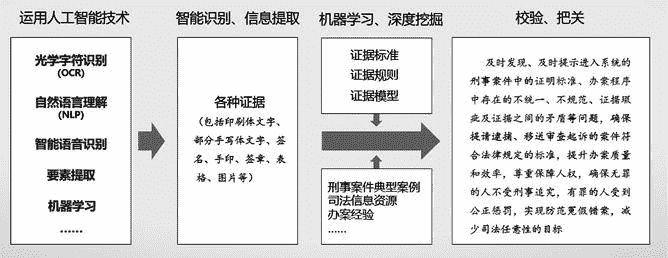 运用人工智能技术
光学字符识别
(OCR)
自然语言理解
(NLP)
智能语音识别
要素提取
机器学习
......
智能识别、信息提取
各种证据
（包括印刷体文字、
部分手写体文字、签
名、手印、签章、表
格、图片等）
机器学习、深度挖掘
证据标准
证据规则
证据模型
刑事案件典型案例
司法信息资源
办案经验
......
校验、把关
及时发现、及时提示进入系统的
刑事案件中的证明标准、办案程序
中存在的不统一、不规范、证据瑕
疵及证据之间的矛盾等问题，确保
提请逮捕、移送审查起诉的案件符
合法律规定的标准，提升办案质量
和效率，尊重保障人权，确保无罪
的人不受刑事追究，有罪的人受到
公正惩罚，实现防范冤假错案，减
少司法任意性的目标